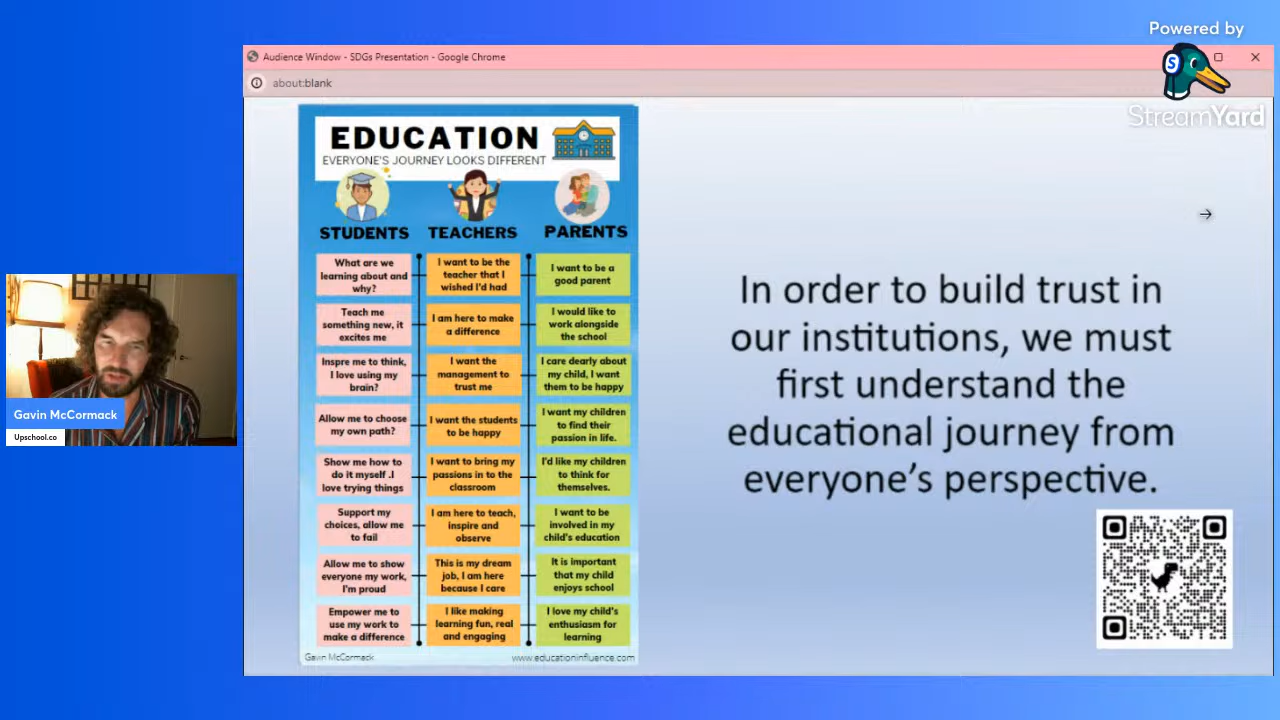 Powered by
StreamYard
Audience Window - SDGs Presentation - Google Chrome
about:blank
EDUCATION
EVERYONE'S JOURNEY LOOKS DIFFERENT
STUDENTS
What are we
learning about and
why?
Teach me
something new, it
excites me
Inspre me to think,
I love using my
brain?
Allow me to choose
my own path?
Show me how to
do it myself .I
love trying things
Support my
choices, allow me
to fail
Allow me to show
everyone my work,
I'm proud
Empower me to
use my work to
make a difference
TEACHERS
I want to be the
teacher that I
wished I'd had
I am here to make
a difference
I want the
management to
trust me
I want the students
to be happy
I want to bring my
passions in to the
classroom
I am here to teach,
inspire and
observe
This is my dream
job, I am here
because I care
I like making
learning fun, real
and engaging
PARENTS
I want to be a
good parent
I would like to
work alongside
the school
I care dearly about
my child, I want
them to be happy
I want my children
to find their
passion in life.
I'd like my children
to think for
themselves.
I want to be
involved in my
child's education
It is important
that my child
enjoys school
I love my child's
enthusiasm for
learning
Gavin McCormack
www.educationinfluence.com
In order to build trust in
our institutions, we must
first understand the
educational journey from
everyone's perspective.
Gavin McCormack
Upschool.co